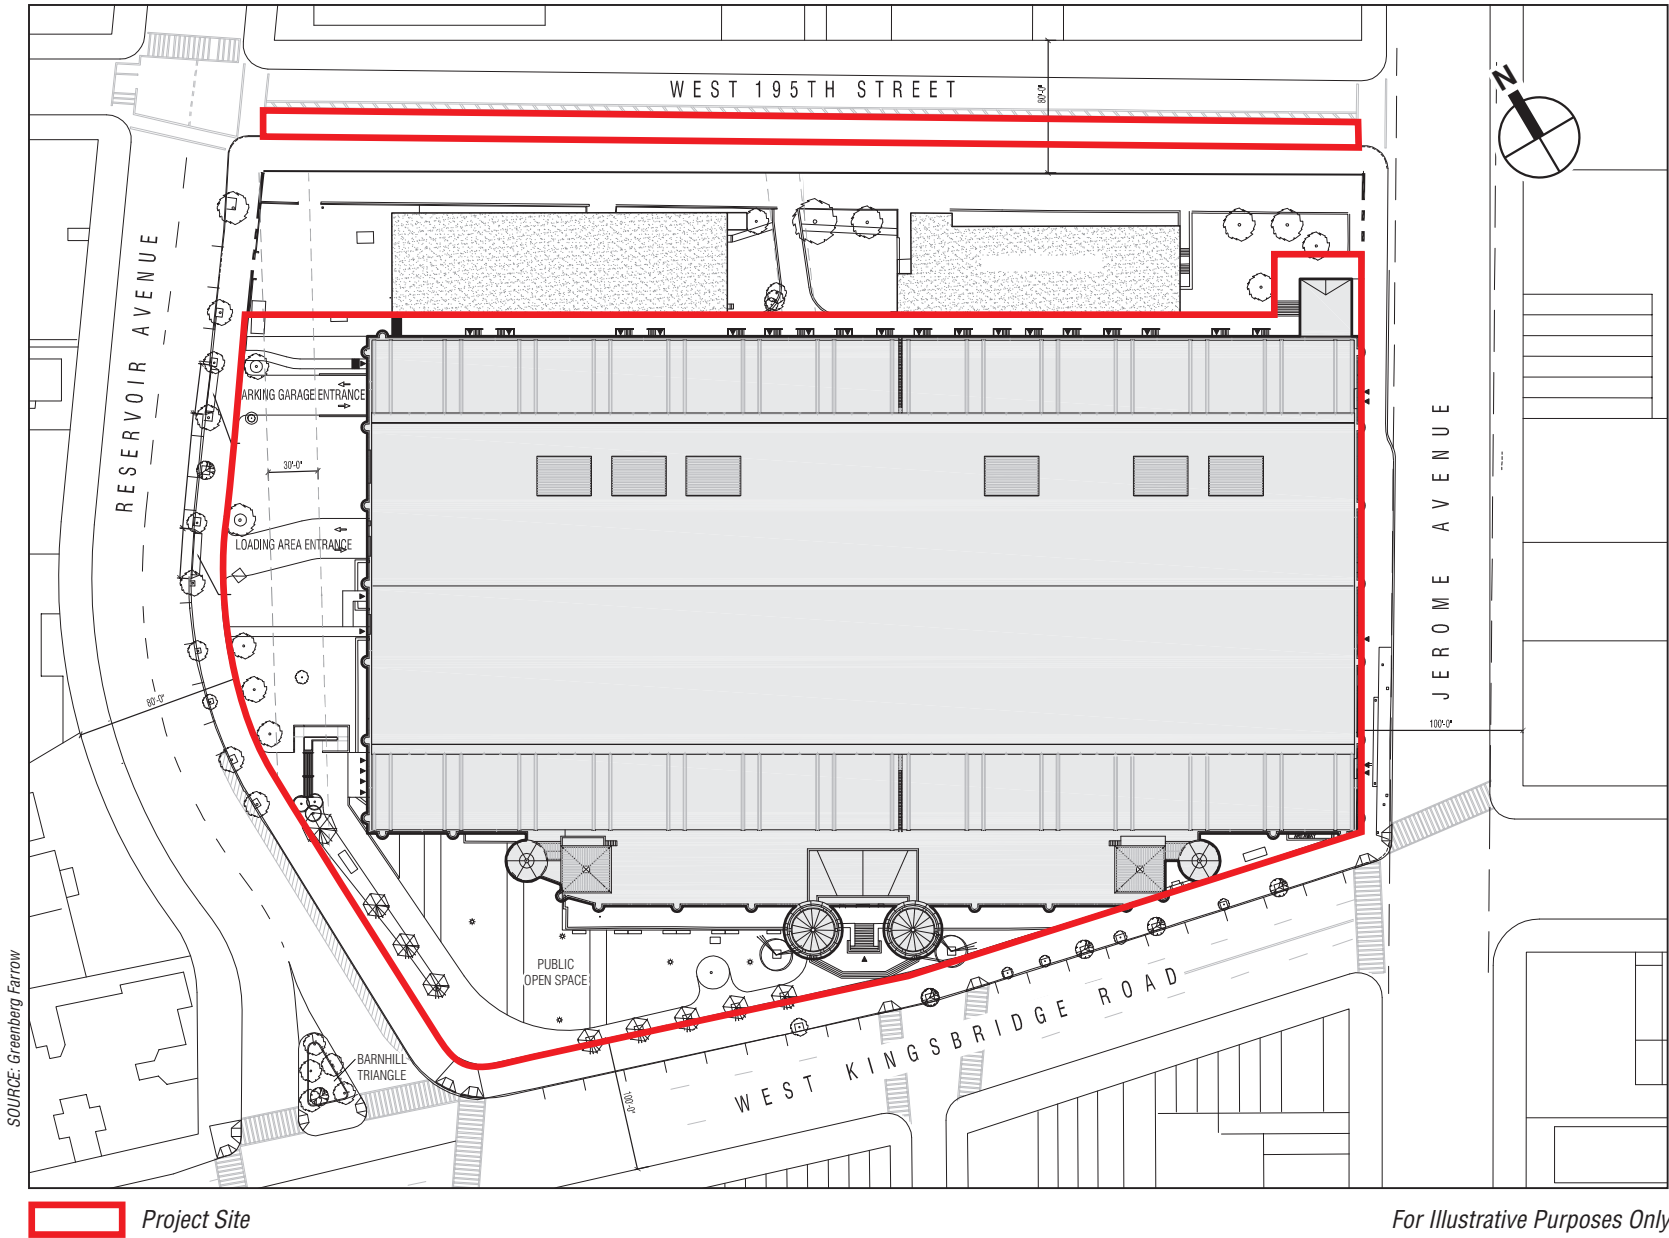 WEST 195TH STREET
80'-0"
N
RESERVOIR AVENUE
ARKING GARAGE ENTRANCE
30'-0"
LOADING AREA ENTRANCE
JEROME AVENUE
80'-0"
100'-0"
PUBLIC
OPEN SPACE
WEST KINGSBRIDGE ROAD
BARNHILL
TRIANGLE
100'-0"
SOURCE: Greenberg Farrow
Project Site
For Illustrative Purposes Only